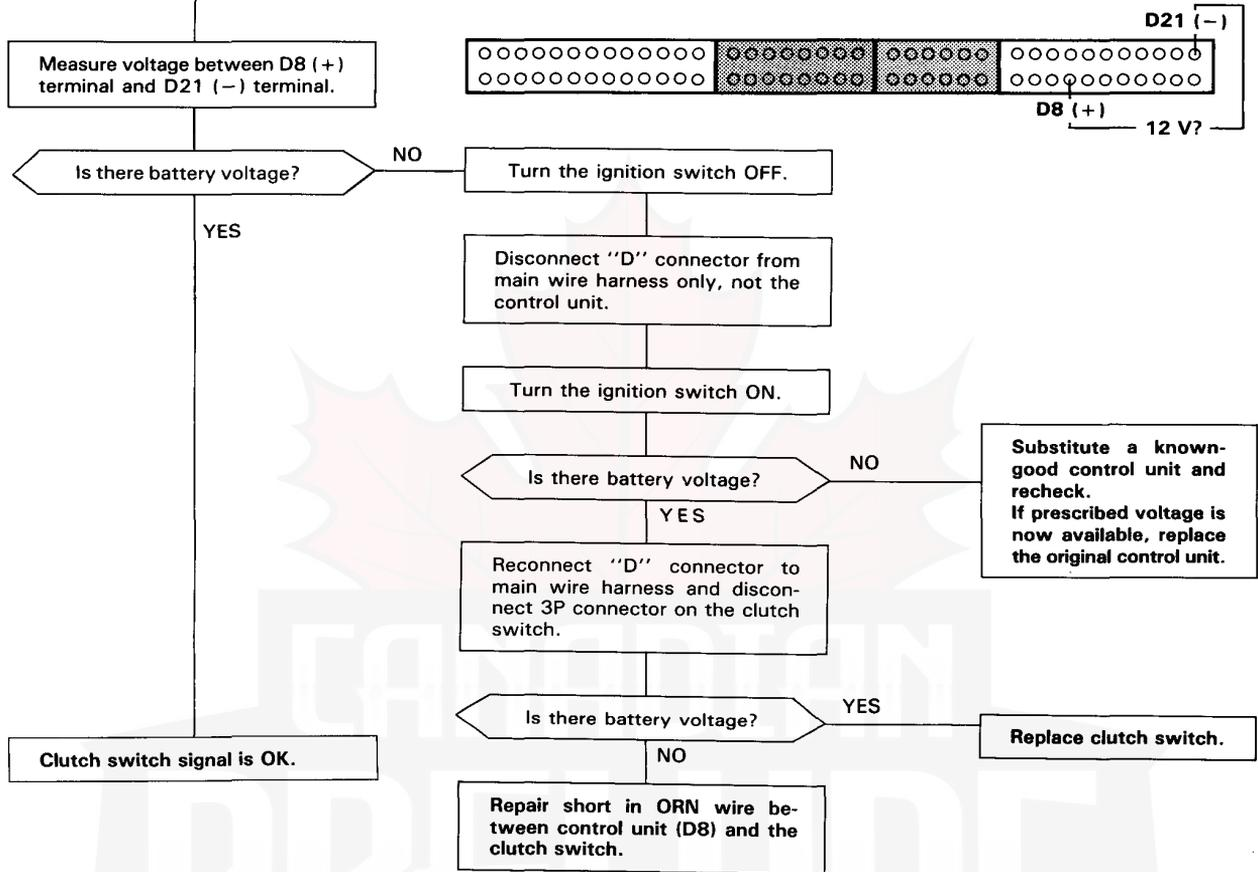 D21 (−)
Measure voltage between D8 (+)
terminal and D21 (−) terminal.
D8 (+)
12 V?
Is there battery voltage?
NO
Turn the ignition switch OFF.
YES
Disconnect ''D'' connector from
main wire harness only, not the
control unit.
Turn the ignition switch ON.
Is there battery voltage?
NO
Substitute a known-
good control unit and
recheck.
If prescribed voltage is
now available, replace
the original control unit.
YES
Reconnect ''D'' connector to
main wire harness and discon-
nect 3P connector on the clutch
switch.
Is there battery voltage?
YES
Replace clutch switch.
NO
Clutch switch signal is OK.
Repair short in ORN wire be-
tween control unit (D8) and the
clutch switch.
CANADIAN
PRELUDE